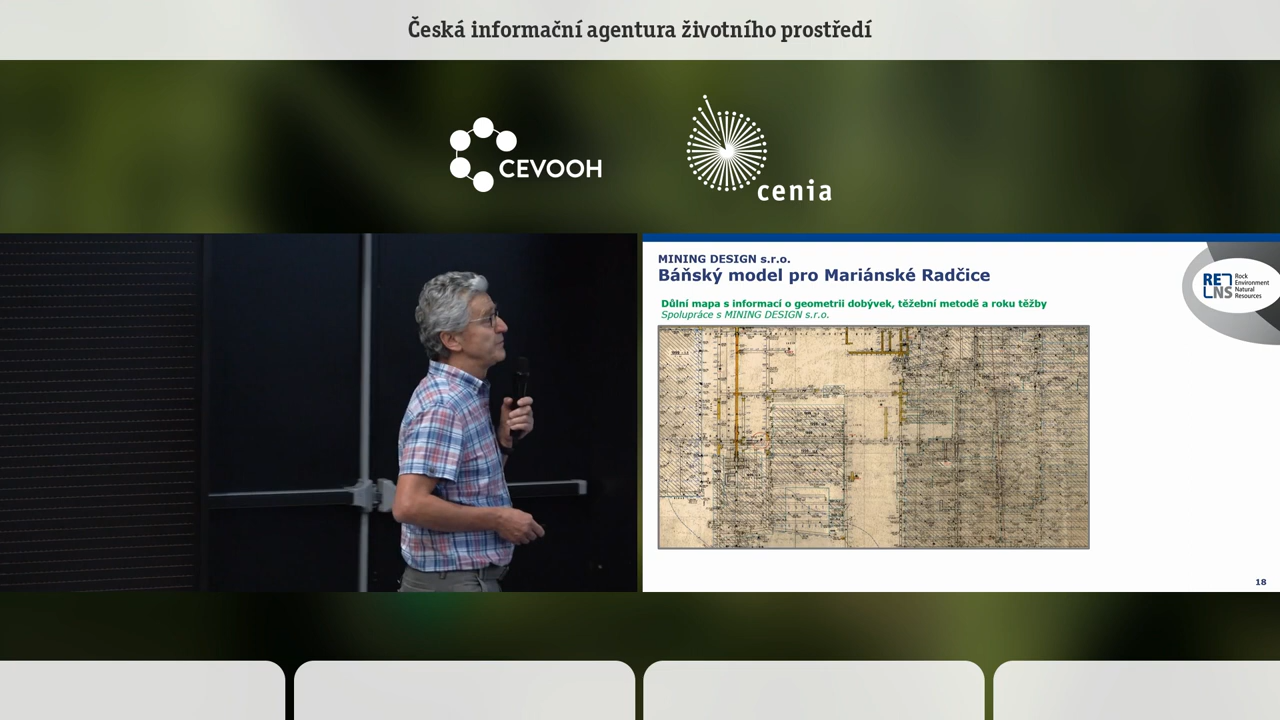 Česká informační agentura životního prostředí
CEVOOH
cenia
MINING DESIGN s.r.o.
Báňský model pro Mariánské Radčice
RE
LNS
Rock
Environment
Natural
Resources
Důlní mapa s informací o geometrii dobývek, těžební metodě a roku těžby
Spolupráce s MINING DESIGN s.r.o.
18